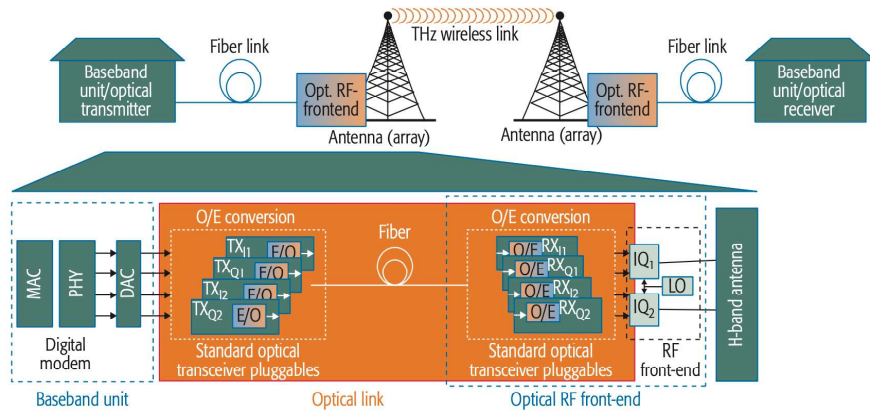 THz wireless link
Fiber link
Fiber link
Baseband
unit/optical
transmitter
Opt. RF-
frontend
Opt. RF-
frontend
Baseband
unit/optical
receiver
Antenna (array)
Antenna (array)
O/E conversion
Fiber
O/E conversion
MAC
PHY
DAC
TXI1
E/O
TXQ1
E/O
TXI2
E/O
TXQ2
E/O
O/E
RXI1
O/E
RXQ1
O/E
RXI2
O/E
RXQ2
IQ1
LO
IQ2
H-band antenna
Digital
modem
Standard optical
transceiver pluggables
Standard optical
transceiver pluggables
RF
front-end
Baseband unit
Optical link
Optical RF front-end